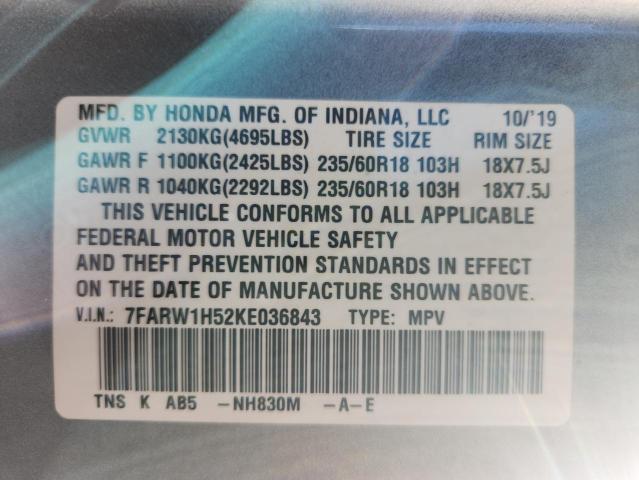 MFD. BY HONDA MFG. OF INDIANA, LLC 10/'19
GVWR 2130KG(4695LBS) TIRE SIZE RIM SIZE
GAWR F 1100KG(2425LBS) 235/60R18 103H 18X7.5J
GAWR R 1040KG(2292LBS) 235/60R18 103H 18X7.5J
THIS VEHICLE CONFORMS TO ALL APPLICABLE
FEDERAL MOTOR VEHICLE SAFETY
AND THEFT PREVENTION STANDARDS IN EFFECT
ON THE DATE OF MANUFACTURE SHOWN ABOVE.
V.I.N.: 7FARW1H52KE036843 TYPE: MPV
TNS K AB5 -NH830M -A-E